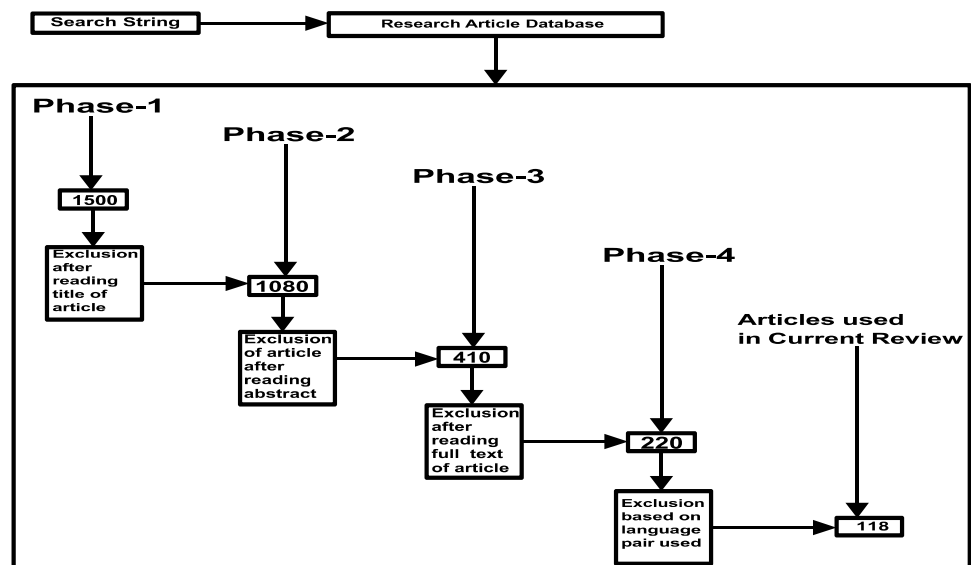 Search String
Research Article Database
Phase-1
1500
Exclusion
after
reading
title of
article
Phase-2
1080
Exclusion
of article
after
reading
abstract
Phase-3
410
Exclusion
after
reading
full text
of article
Phase-4
220
Exclusion
based on
language
pair used
Articles used
in Current Review
118